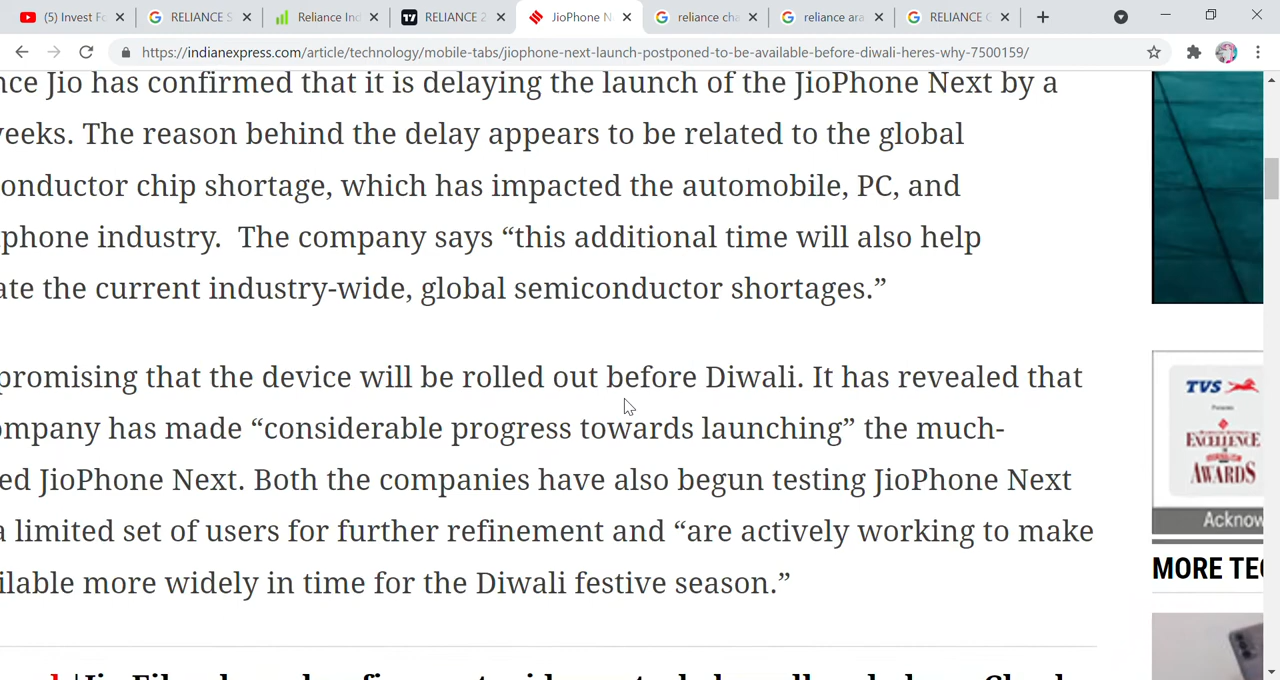 (5) Invest Fo
RELIANCE S
Reliance Ind
RELIANCE 2
JioPhone N
reliance cha
reliance ara
RELIANCE C
https://indianexpress.com/article/technology/mobile-tabs/jiophone-next-launch-postponed-to-be-available-before-diwali-heres-why-7500159/
nce Jio has confirmed that it is delaying the launch of the JioPhone Next by a
weeks. The reason behind the delay appears to be related to the global
onductor chip shortage, which has impacted the automobile, PC, and
phone industry. The company says “this additional time will also help
ate the current industry-wide, global semiconductor shortages.”
promising that the device will be rolled out before Diwali. It has revealed that
ompany has made “considerable progress towards launching” the much-
ed JioPhone Next. Both the companies have also begun testing JioPhone Next
a limited set of users for further refinement and “are actively working to make
ilable more widely in time for the Diwali festive season.”
TVS
EXCELLENCE
AWARDS
Acknow
MORE TEC